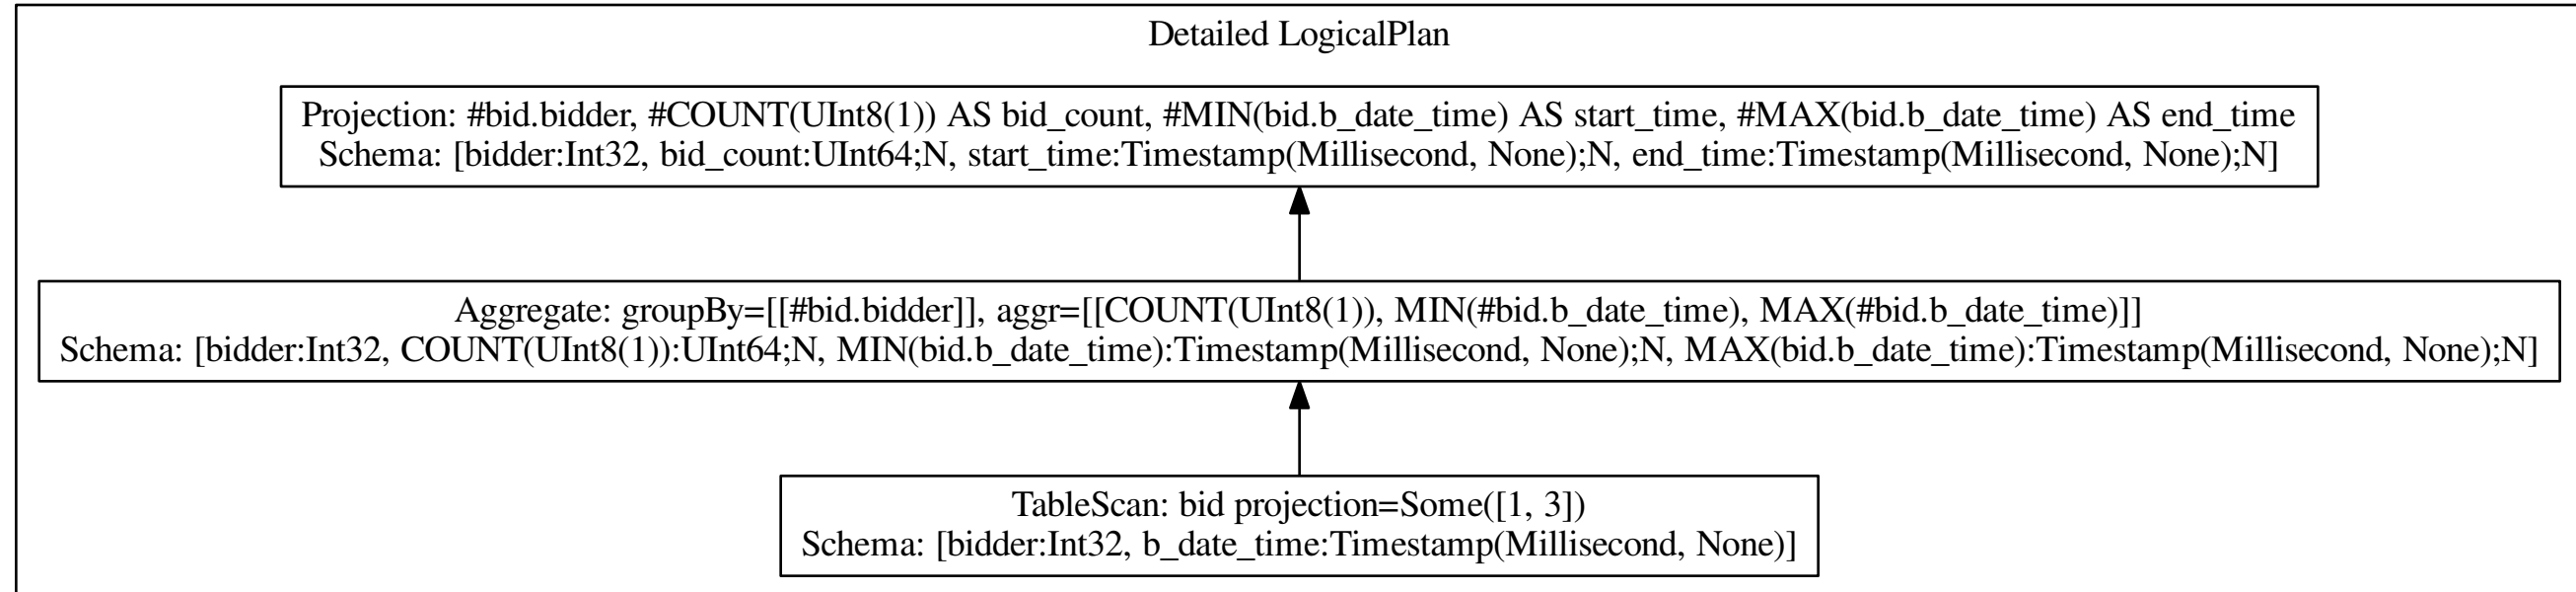 Detailed LogicalPlan
Projection: #bid.bidder, #COUNT(UInt8(1)) AS bid_count, #MIN(bid.b_date_time) AS start_time, #MAX(bid.b_date_time) AS end_time
Schema: [bidder:Int32, bid_count:UInt64;N, start_time:Timestamp(Millisecond, None);N, end_time:Timestamp(Millisecond, None);N]
Aggregate: groupBy=[[#bid.bidder]], aggr=[[COUNT(UInt8(1)), MIN(#bid.b_date_time), MAX(#bid.b_date_time)]]
Schema: [bidder:Int32, COUNT(UInt8(1)):UInt64;N, MIN(bid.b_date_time):Timestamp(Millisecond, None);N, MAX(bid.b_date_time):Timestamp(Millisecond, None);N]
TableScan: bid projection=Some([1, 3])
Schema: [bidder:Int32, b_date_time:Timestamp(Millisecond, None)]